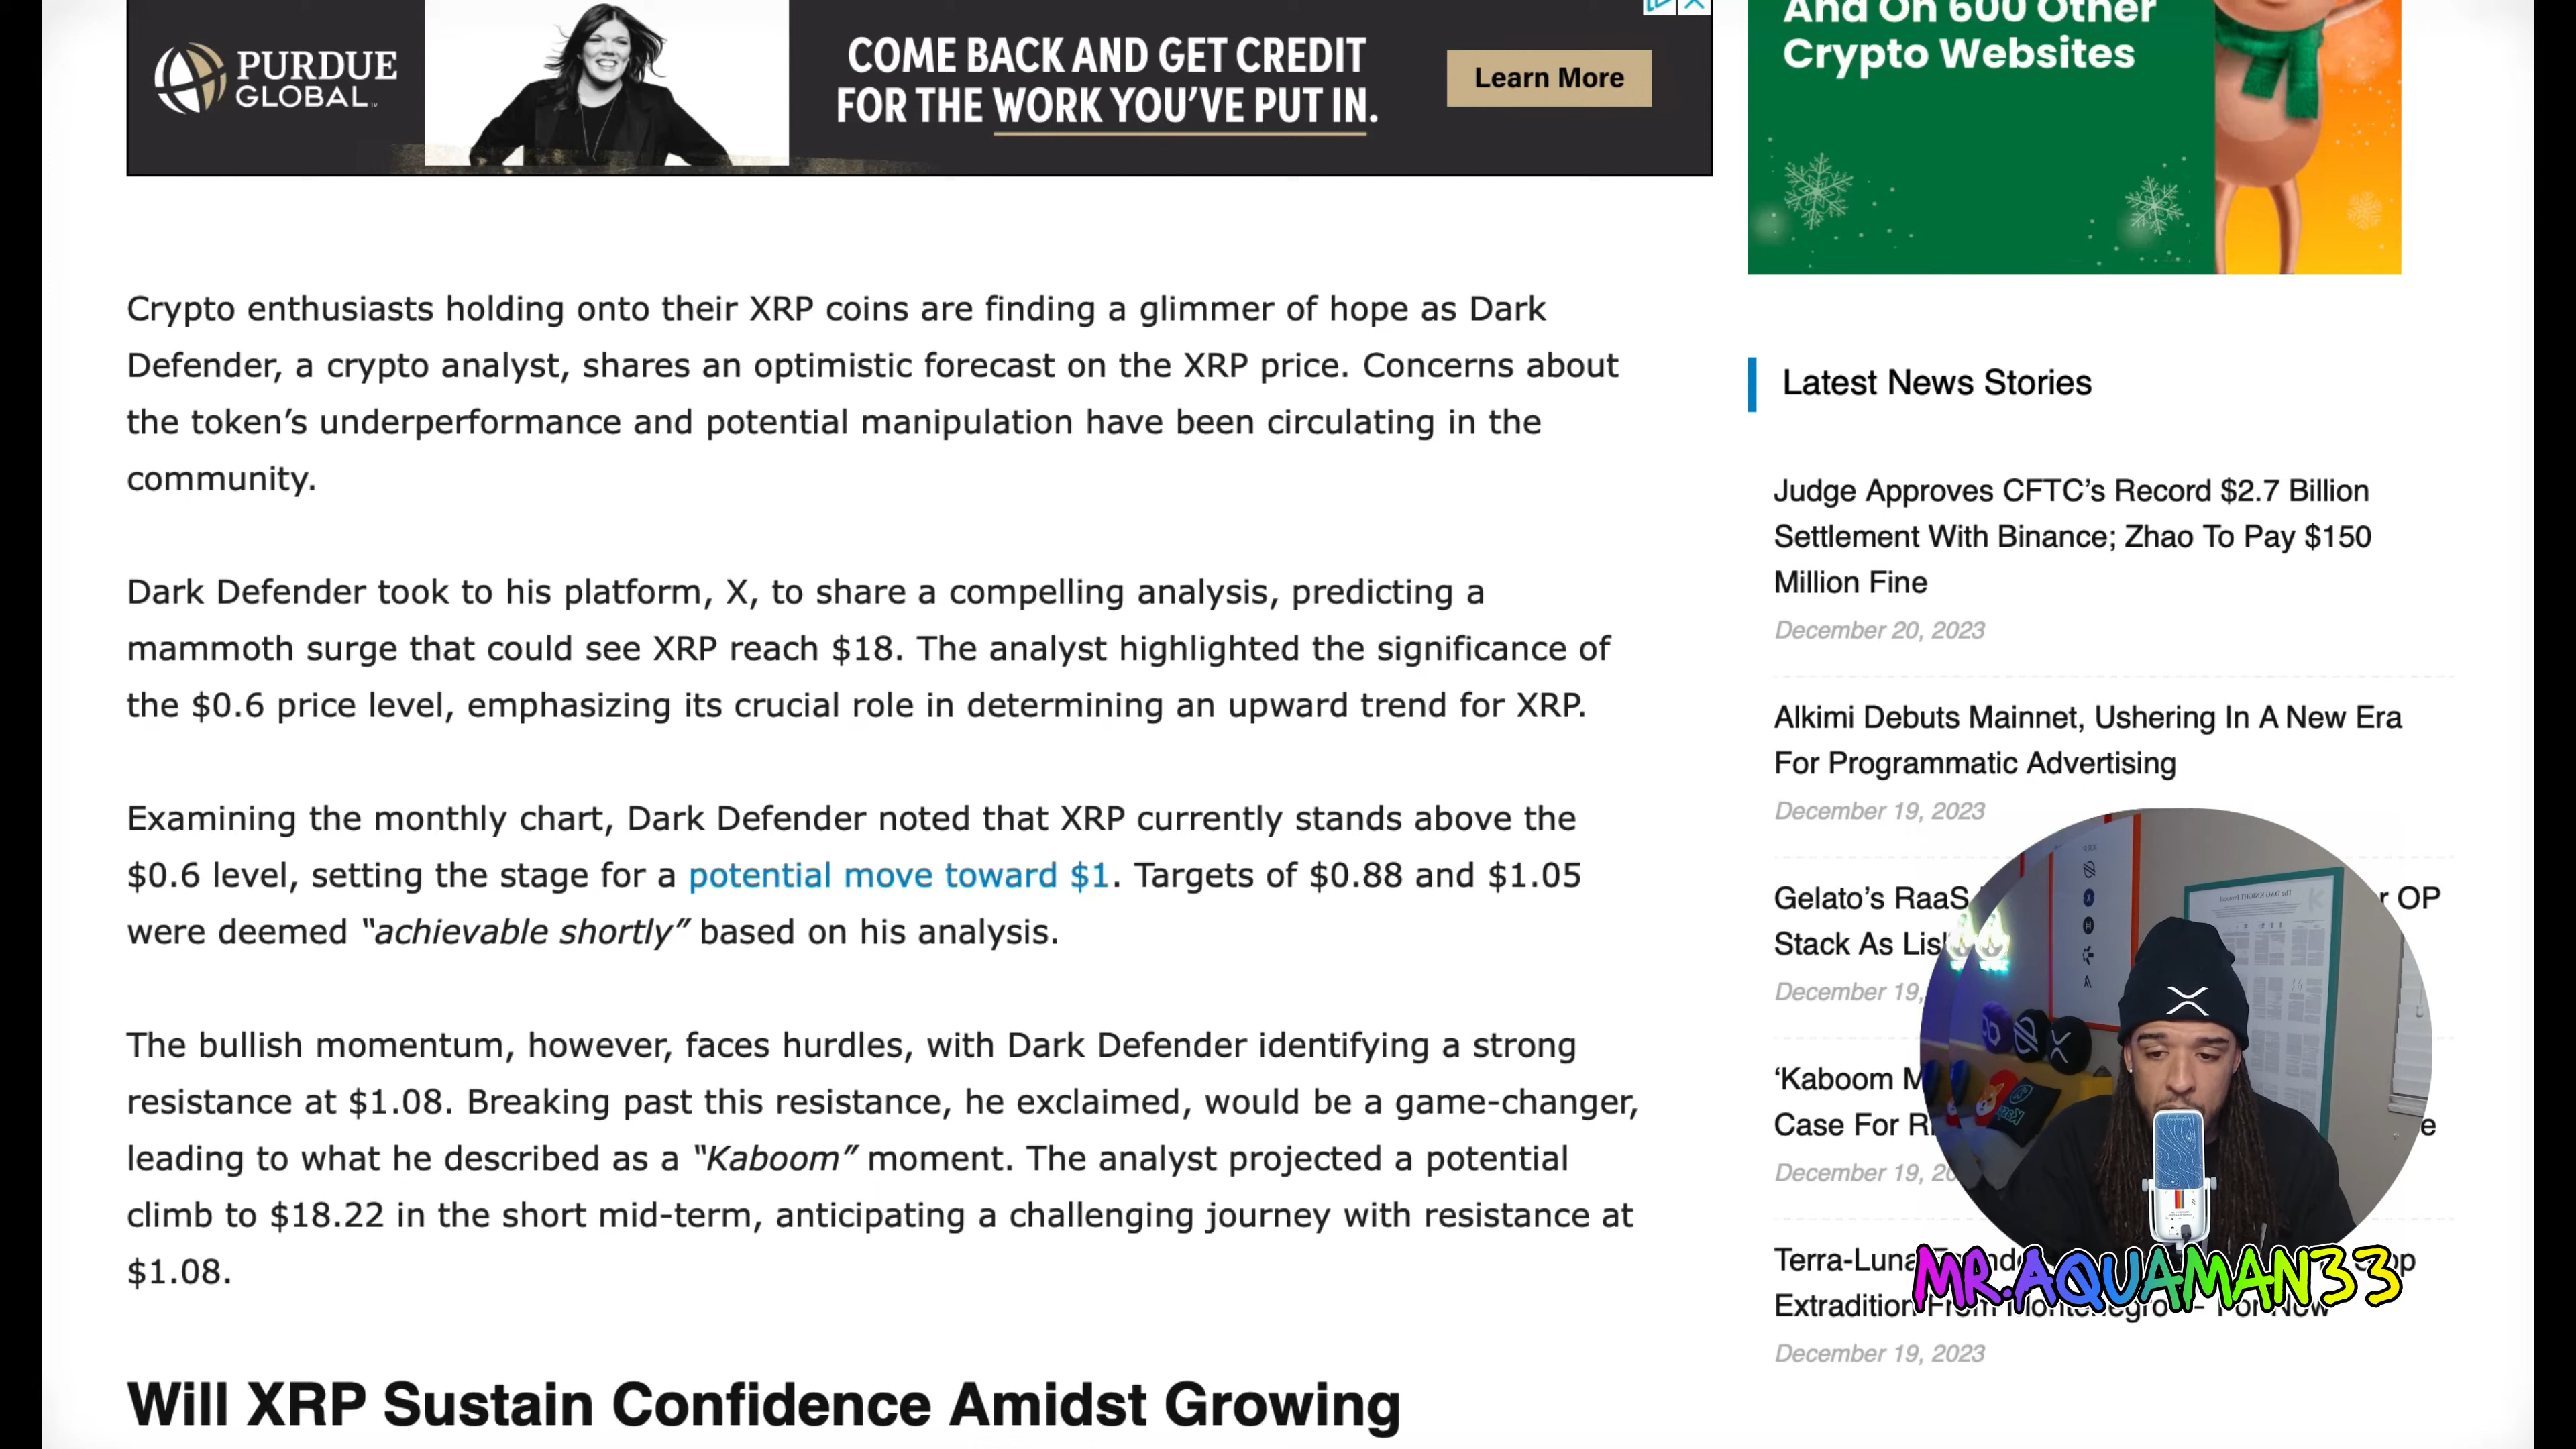 PURDUE
GLOBAL
COME BACK AND GET CREDIT
FOR THE WORK YOU'VE PUT IN.
Learn More
And On 600 Other
Crypto Websites
Crypto enthusiasts holding onto their XRP coins are finding a glimmer of hope as Dark
Defender, a crypto analyst, shares an optimistic forecast on the XRP price. Concerns about
the token’s underperformance and potential manipulation have been circulating in the
community.
Dark Defender took to his platform, X, to share a compelling analysis, predicting a
mammoth surge that could see XRP reach $18. The analyst highlighted the significance of
the $0.6 price level, emphasizing its crucial role in determining an upward trend for XRP.
Examining the monthly chart, Dark Defender noted that XRP currently stands above the
$0.6 level, setting the stage for a potential move toward $1. Targets of $0.88 and $1.05
were deemed “achievable shortly” based on his analysis.
The bullish momentum, however, faces hurdles, with Dark Defender identifying a strong
resistance at $1.08. Breaking past this resistance, he exclaimed, would be a game-changer,
leading to what he described as a “Kaboom” moment. The analyst projected a potential
climb to $18.22 in the short mid-term, anticipating a challenging journey with resistance at
$1.08.
Will XRP Sustain Confidence Amidst Growing
Latest News Stories
Judge Approves CFTC’s Record $2.7 Billion
Settlement With Binance; Zhao To Pay $150
Million Fine
December 20, 2023
Alkimi Debuts Mainnet, Ushering In A New Era
For Programmatic Advertising
December 19, 2023
Gelato’s RaaS OP
Stack As
December 19,
‘Kaboom
Case For
December 19,
Terra-Luna
Extradition From Montenegro – For Now
December 19, 2023
MR.AQUAMAN33